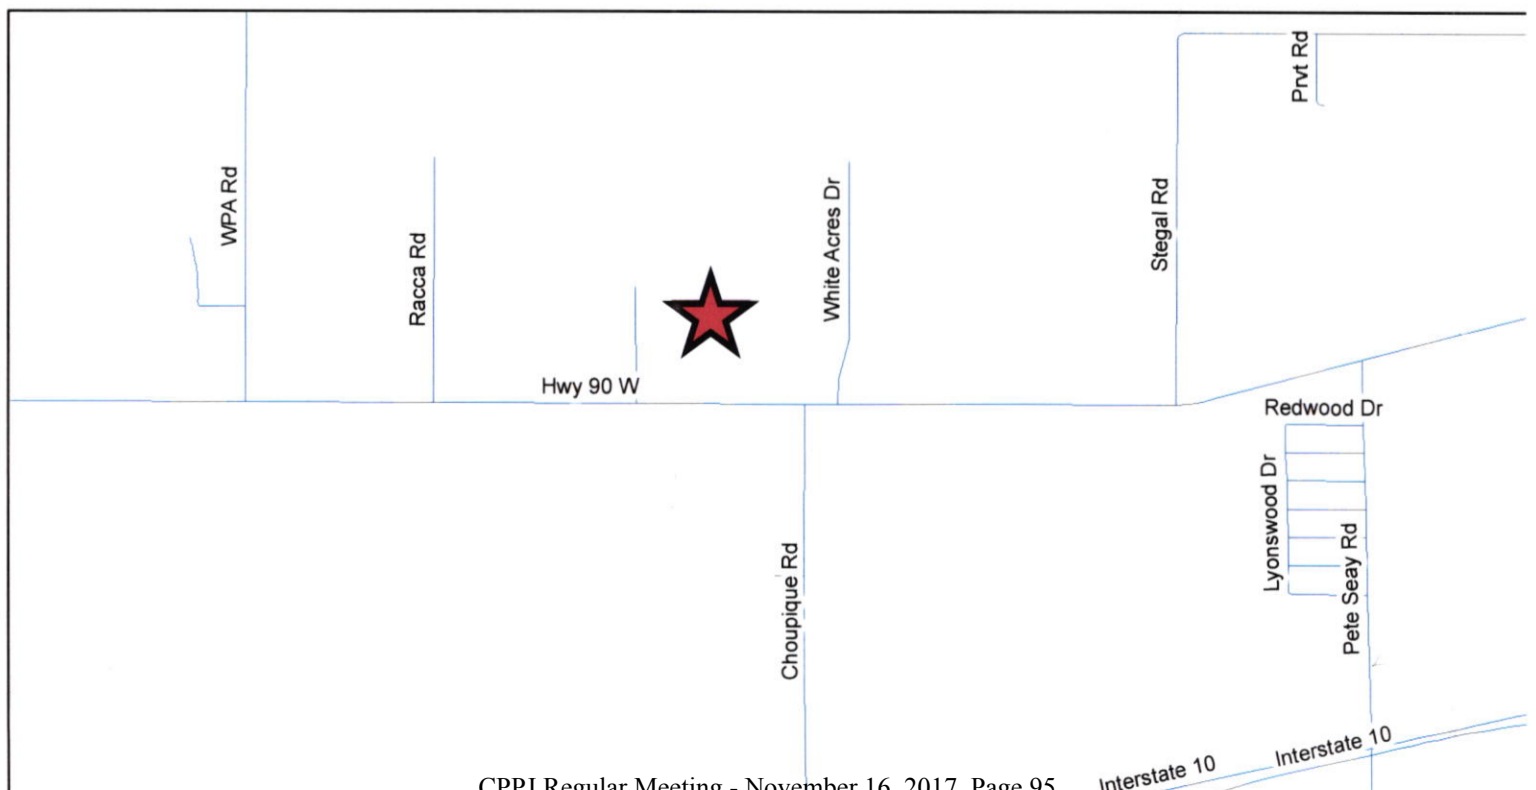 Prvt Rd
WPA Rd
Racca Rd
White Acres Dr
Stegal Rd
Hwy 90 W
Redwood Dr
Lyonswood Dr
Pete Seay Rd
Choupique Rd
Interstate 10
Interstate 10
CPPJ Regular Meeting - November 16, 2017 Page 95